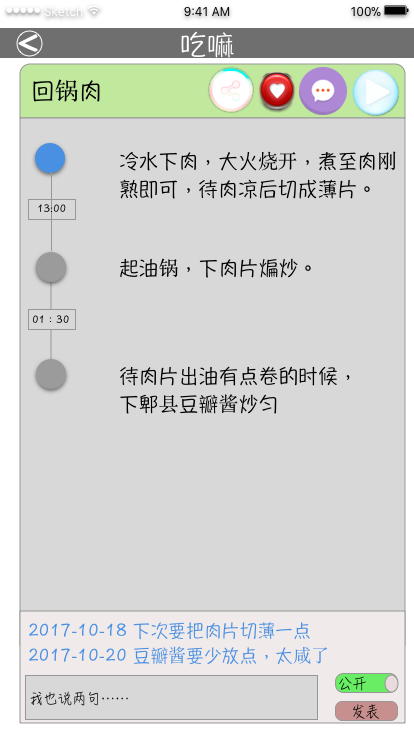 Sketch 9:41 AM 100%
吃嘛
回锅肉
冷水下肉，大火烧开，煮至肉刚
熟即可，待肉凉后切成薄片。
13:00
起油锅，下肉片煸炒。
01：30
待肉片出油有点卷的时候，
下郫县豆瓣酱炒匀
2017-10-18 下次要把肉片切薄一点
2017-10-20 豆瓣酱要少放点，太咸了
我也说两句……
公开
发表